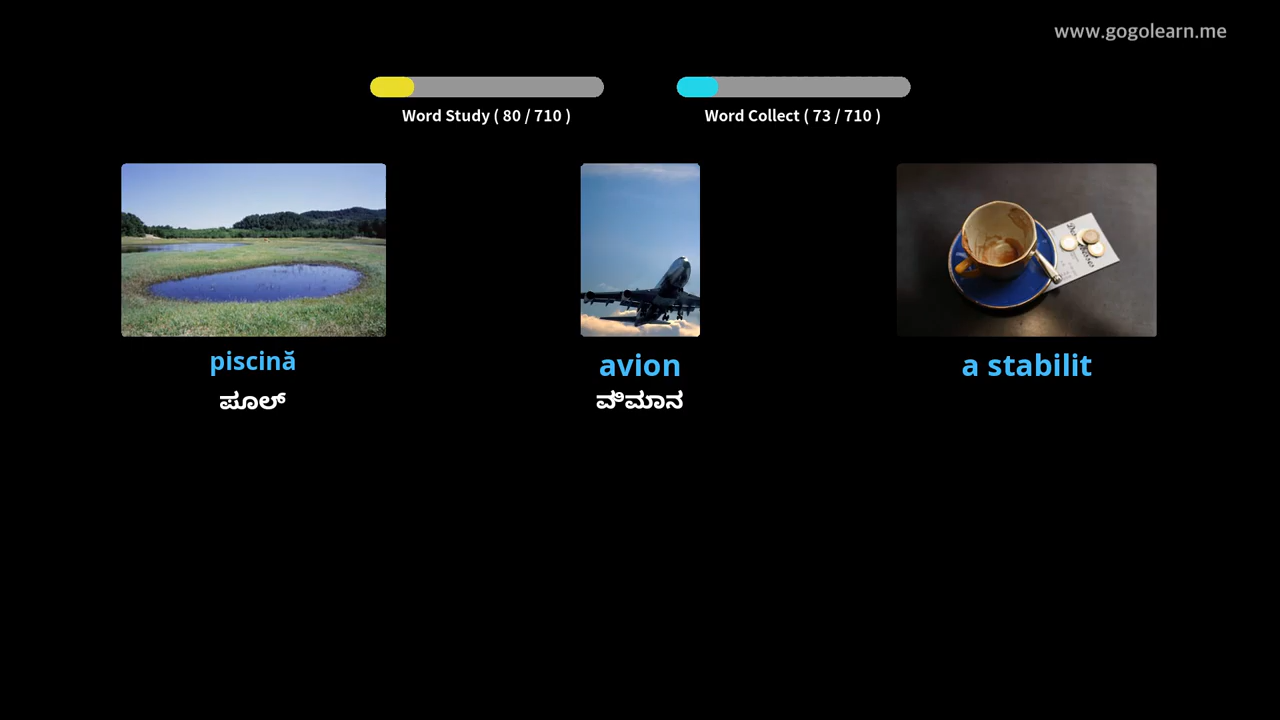 www.gogolearn.me
Word Study ( 80 / 710 )
Word Collect ( 73 / 710 )
piscină
ಪೂಲ್
avion
ವಿಮಾನ
a stabilit